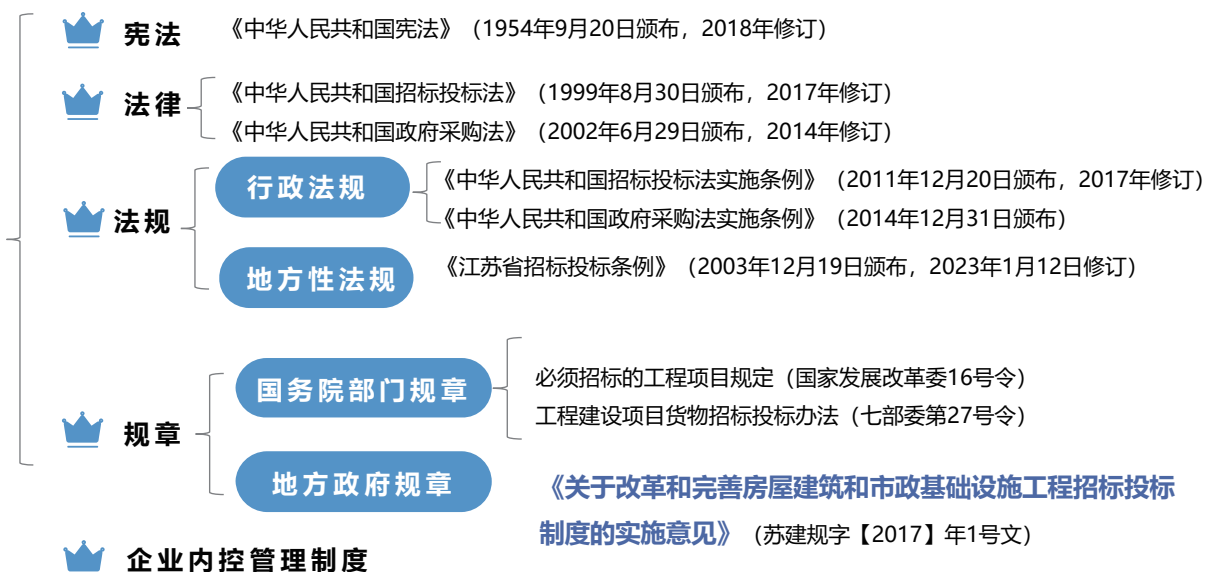 宪法 《中华人民共和国宪法》（1954年9月20日颁布，2018年修订）
法律
《中华人民共和国招标投标法》（1999年8月30日颁布，2017年修订）
《中华人民共和国政府采购法》（2002年6月29日颁布，2014年修订）
法规
行政法规
《中华人民共和国招标投标法实施条例》（2011年12月20日颁布，2017年修订）
《中华人民共和国政府采购法实施条例》（2014年12月31日颁布）
地方性法规 《江苏省招标投标条例》（2003年12月19日颁布，2023年1月12日修订）
规章
国务院部门规章
必须招标的工程项目规定（国家发展改革委16号令）
工程建设项目货物招标投标办法（七部委第27号令）
地方政府规章
《关于改革和完善房屋建筑和市政基础设施工程招标投标
制度的实施意见》（苏建规字【2017】年1号文）
企业内控管理制度